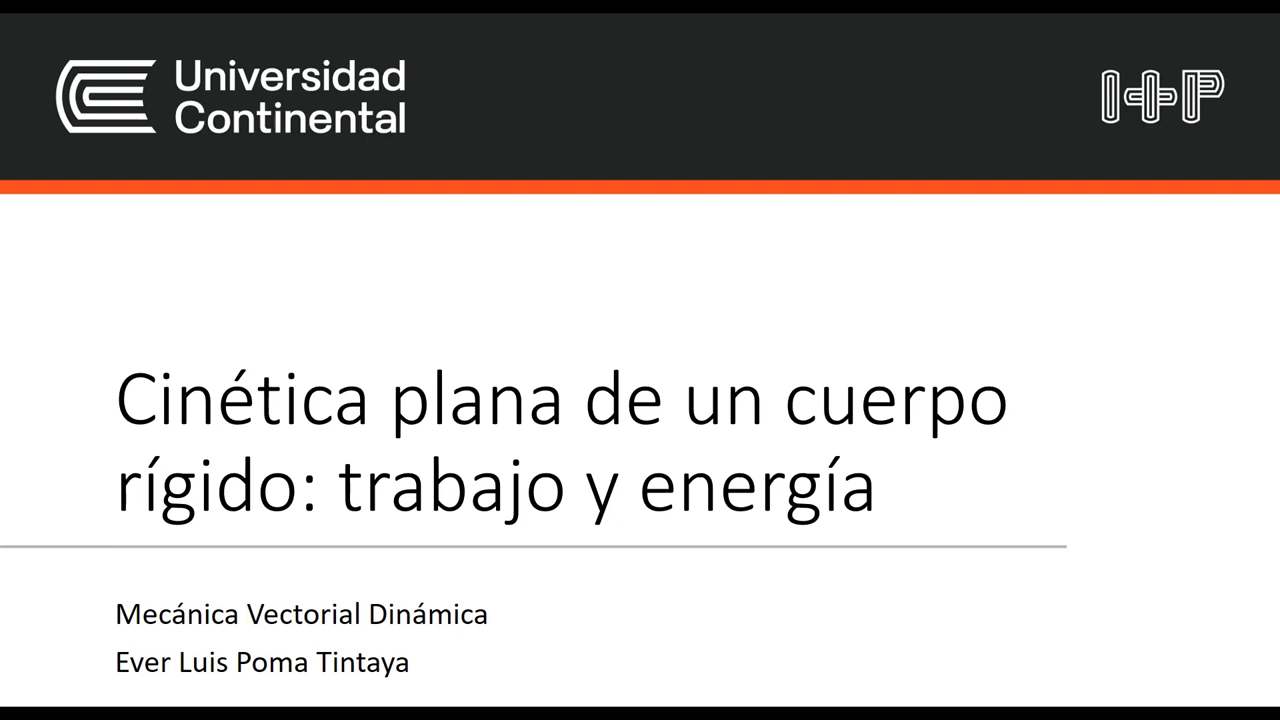 Universidad
Continental
I+P
Cinética plana de un cuerpo
rígido: trabajo y energía
Mecánica Vectorial Dinámica
Ever Luis Poma Tintaya